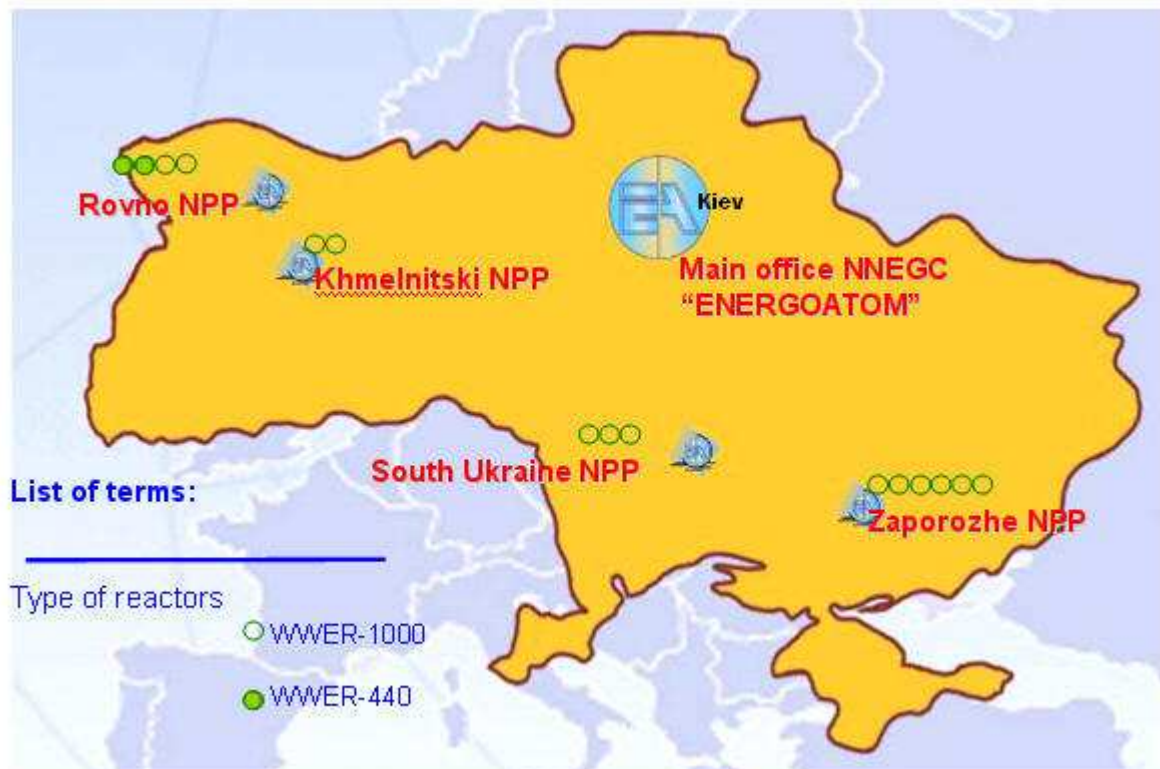 Rovno NPP
Khmelnitski NPP
EA
Kiev
Main office NNEGC
“ENERGOATOM”
South Ukraine NPP
Zaporozhe NPP
List of terms:
Type of reactors
WWER-1000
WWER-440